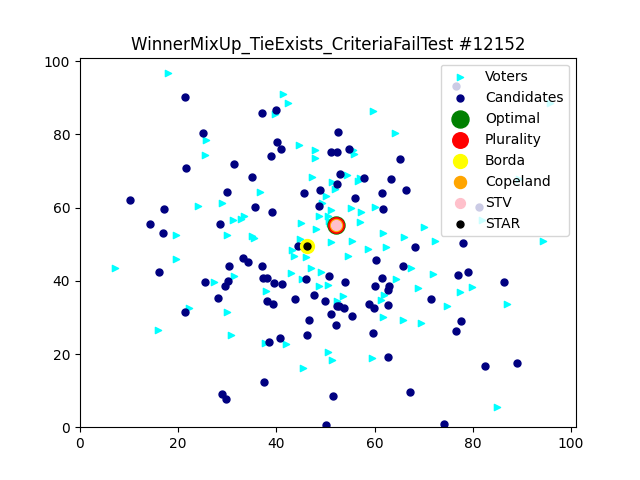 WinnerMixUp_TieExists_CriteriaFailTest #12152
100
80
60
40
20
0
0
20
40
60
80
100
Voters
Candidates
Optimal
Plurality
Borda
Copeland
STV
STAR